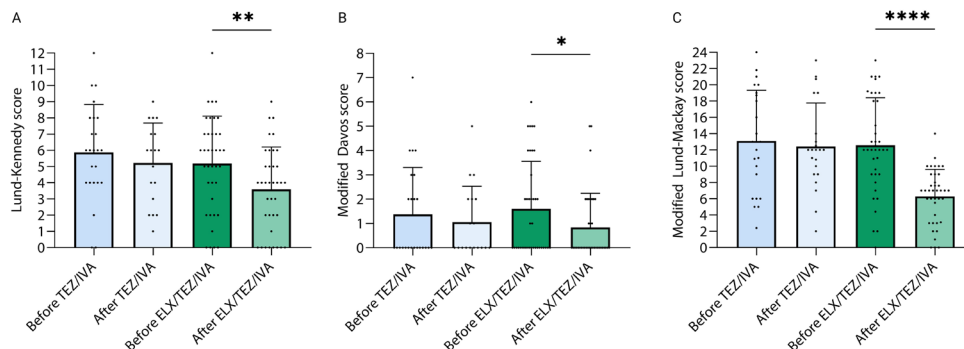 A
**
Lund-Kennedy score
12
11
10
9
8
7
6
5
4
3
2
1
0
Before TEZ/IVA
After TEZ/IVA
Before ELX/TEZ/IVA
After ELX/TEZ/IVA
B
*
Modified Davos score
8
7
6
5
4
3
2
1
0
Before TEZ/IVA
After TEZ/IVA
Before ELX/TEZ/IVA
After ELX/TEZ/IVA
C
****
Modified Lund-Mackay score
24
22
20
18
16
14
12
10
8
6
4
2
0
Before TEZ/IVA
After TEZ/IVA
Before ELX/TEZ/IVA
After ELX/TEZ/IVA